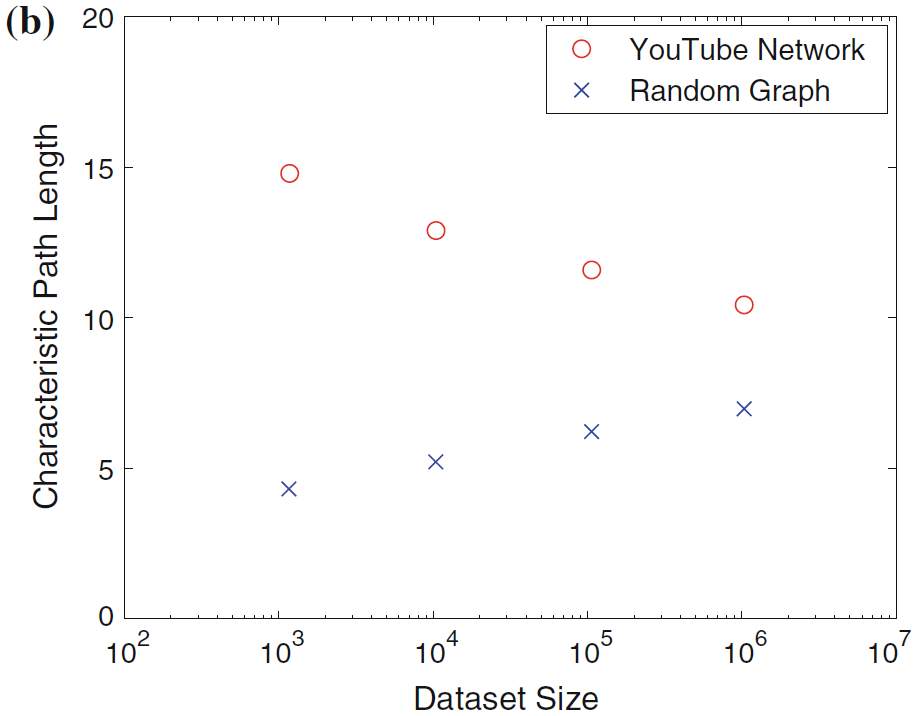 (b)
20
15
10
5
0
Characteristic Path Length
YouTube Network
Random Graph
10^2 10^3 10^4 10^5 10^6 10^7
Dataset Size